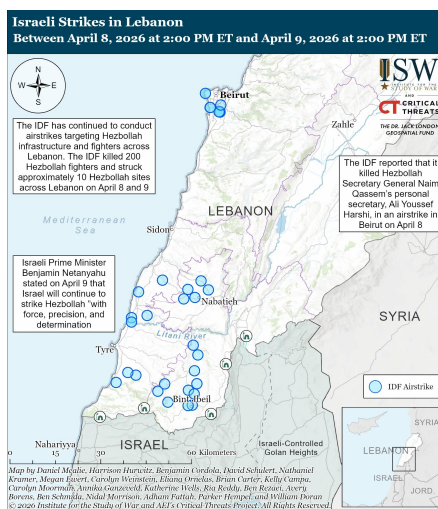 Israeli Strikes in Lebanon
Between April 8, 2026 at 2:00 PM ET and April 9, 2026 at 2:00 PM ET
N
W
E
S
ISW
INSTITUTE FOR THE
STUDY OF WAR
AND
CT CRITICAL
THREATS
THE DR. JACK LONDON
GEOSPATIAL FUND
Beirut
Zahle
The IDF has continued to conduct
airstrikes targeting Hezbollah
infrastructure and fighters across
Lebanon. The IDF killed 200
Hezbollah fighters and struck
approximately 10 Hezbollah sites
across Lebanon on April 8 and 9
The IDF reported that it
killed Hezbollah
Secretary General Naim
Qassem's personal
secretary, Ali Youssef
Harshi, in an airstrike in
Beirut on April 8
LEBANON
Mediterranean
Sea
Sidon
Israeli Prime Minister
Benjamin Netanyahu
stated on April 9 that
Israel will continue to
strike Hezbollah "with
force, precision, and
determination
Nabatieh
SYRIA
Litani River
Tyre
IDF Airstrike
Bint Jbeil
Nahariyya
ISRAEL
Israeli-Controlled
Golan Heights
SYRIA
LEBANON
ISRAEL
JORD
0 15 30 60 Kilometers
Map by Daniel Mealie, Harrison Hurwitz, Benjamin Cordola, David Schulert, Nathaniel
Kramer, Megan Ewert, Carolyn Weinstein, Eliana Ornelas, Brian Carter, Kelly Campa,
Carolyn Moorman, Annika Ganzeveld, Katherine Wells, Ria Reddy, Ben Rezaei, Avery
Borens, Ben Schmida, Nidal Morrison, Adham Fattah, Parker Hempel, and William Doran
© 2026 Institute for the Study of War and AEI's Critical Threats Project. All Rights Reserved.